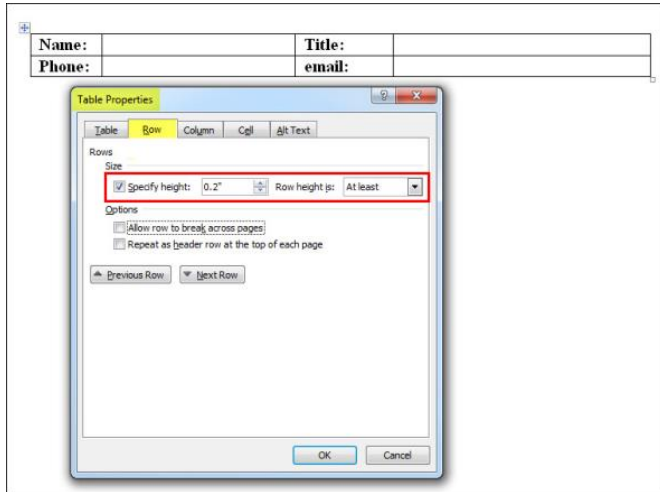 Name: Title:
Phone: email:
Table Properties
Table Row Column Cell Alt Text
Rows
Size
Specify height: 0.2" Row height is: At least
Options
Allow row to break across pages
Repeat as header row at the top of each page
Previous Row Next Row
OK Cancel